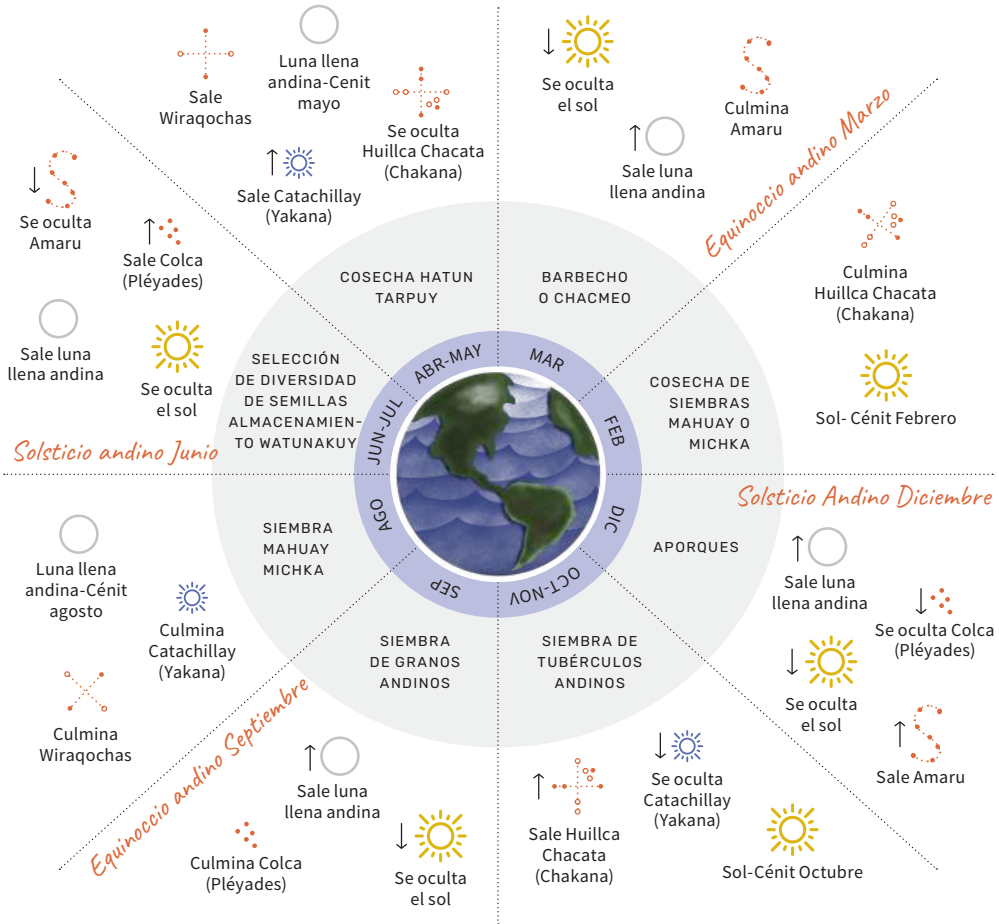 Sale
Wiraqochas
Luna llena
andina-Cenit
mayo
Se oculta
Huillca Chacata
(Chakana)
Sale Catachillay
(Yakana)
Se oculta
el sol
Culmina
Amaru
Sale luna
llena andina
Equinoccio andino Marzo
Se oculta
Amaru
Sale Colca
(Pléyades)
Sale luna
llena andina
Se oculta
el sol
Solsticio andino Junio
Culmina
Huillca Chacata
(Chakana)
Sol- Cénit Febrero
Solsticio Andino Diciembre
COSECHA HATUN
TARPUY
BARBECHO
O CHACMEO
SELECCIÓN
DE DIVERSIDAD
DE SEMILLAS
ALMACENAMIEN-
TO WATUNAKUY
COSECHA DE
SIEMBRAS
MAHUAY O
MICHKA
ABR-MAY
MAR
JUN-JUL
FEB
AGO
DIC
SEP
OCT-NOV
SIEMBRA
MAHUAY
MICHKA
APORQUES
SIEMBRA
DE GRANOS
ANDINOS
SIEMBRA DE
TUBÉRCULOS
ANDINOS
Luna llena
andina-Cénit
agosto
Culmina
Catachillay
(Yakana)
Culmina
Wiraqochas
Equinoccio andino Septiembre
Sale luna
llena andina
Culmina Colca
(Pléyades)
Se oculta
el sol
Sale luna
llena andina
Se oculta Colca
(Pléyades)
Se oculta
el sol
Sale Amaru
Sale Huillca
Chacata
(Chakana)
Se oculta
Catachillay
(Yakana)
Sol-Cénit Octubre